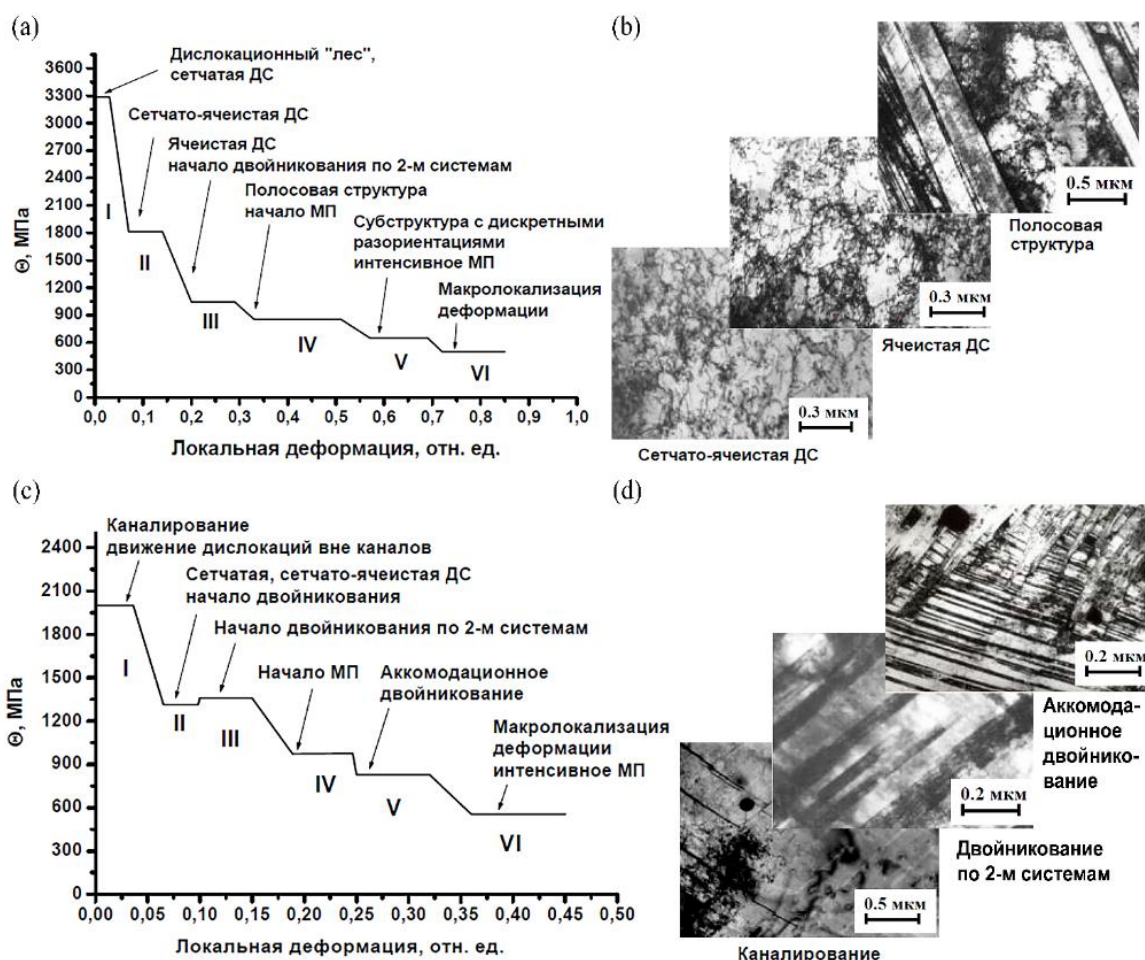 (a)
Дислокационный "лес",
сетчатая ДС
Сетчато-ячеистая ДС
Ячеистая ДС
начало двойникования по 2-м системам
Полосовая структура
начало МП
Субструктура с дискретными
разориентациями
интенсивное МП
Макролокализация
деформации
Θ, МПа
3600
3300
3000
2700
2400
2100
1800
1500
1200
900
600
300
0
I
II
III
IV
V
VI
0,0 0,1 0,2 0,3 0,4 0,5 0,6 0,7 0,8 0,9 1,0
Локальная деформация, отн. ед.
(b)
0.5 мкм
Полосовая
структура
0.3 мкм
Ячеистая ДС
0.3 мкм
Сетчато-ячеистая ДС
(c)
Каналирование
движение дислокаций вне каналов
Сетчатая, сетчато-ячеистая ДС
начало двойникования
Начало двойникования по 2-м системам
Начало МП
Аккомодационное
двойникование
Макролокализация
деформации
интенсивное МП
Θ, МПа
2400
2100
1800
1500
1200
900
600
300
0
I
II
III
IV
V
VI
0,00 0,05 0,10 0,15 0,20 0,25 0,30 0,35 0,40 0,45 0,50
Локальная деформация, отн. ед.
(d)
0.2 мкм
Аккомода-
ционное
двойнико-
вание
0.2 мкм
Двойникование
по 2-м системам
0.5 мкм
Каналирование